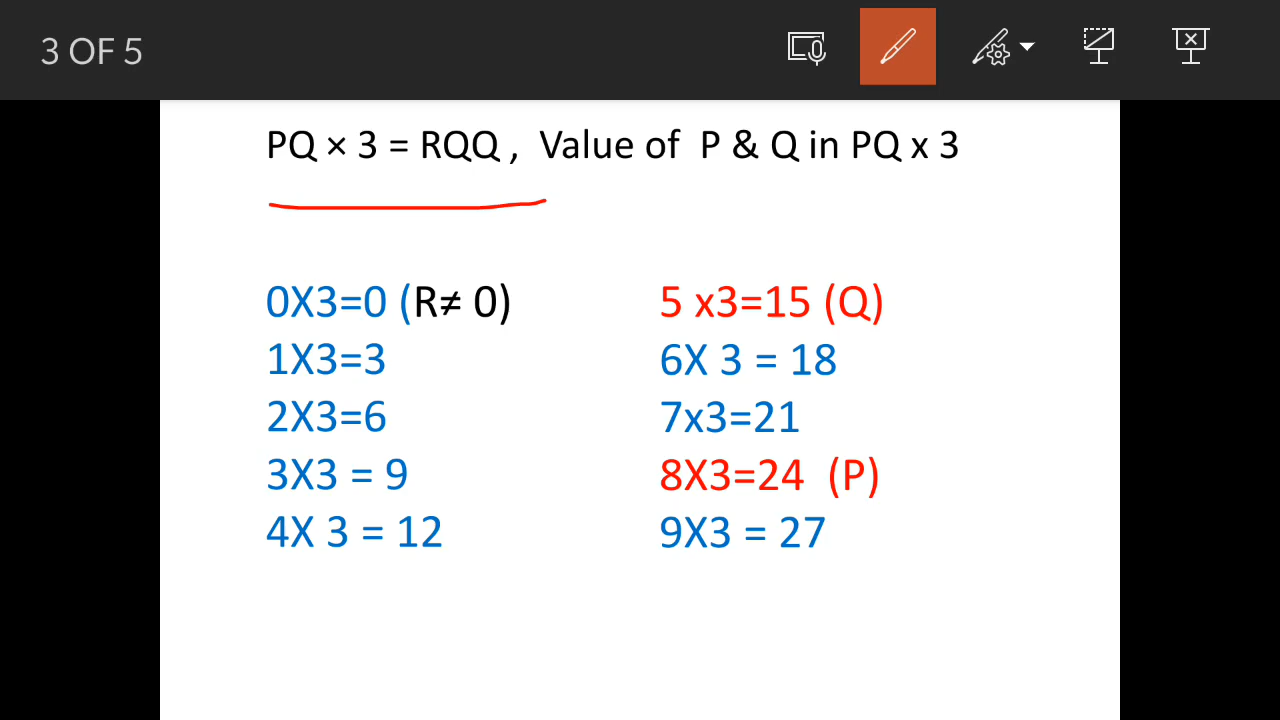 3 OF 5
PQ × 3 = RQQ , Value of P & Q in PQ x 3
0X3=0 (R≠ 0)
1X3=3
2X3=6
3X3 = 9
4X 3 = 12
5 x3=15 (Q)
6X 3 = 18
7x3=21
8X3=24 (P)
9X3 = 27